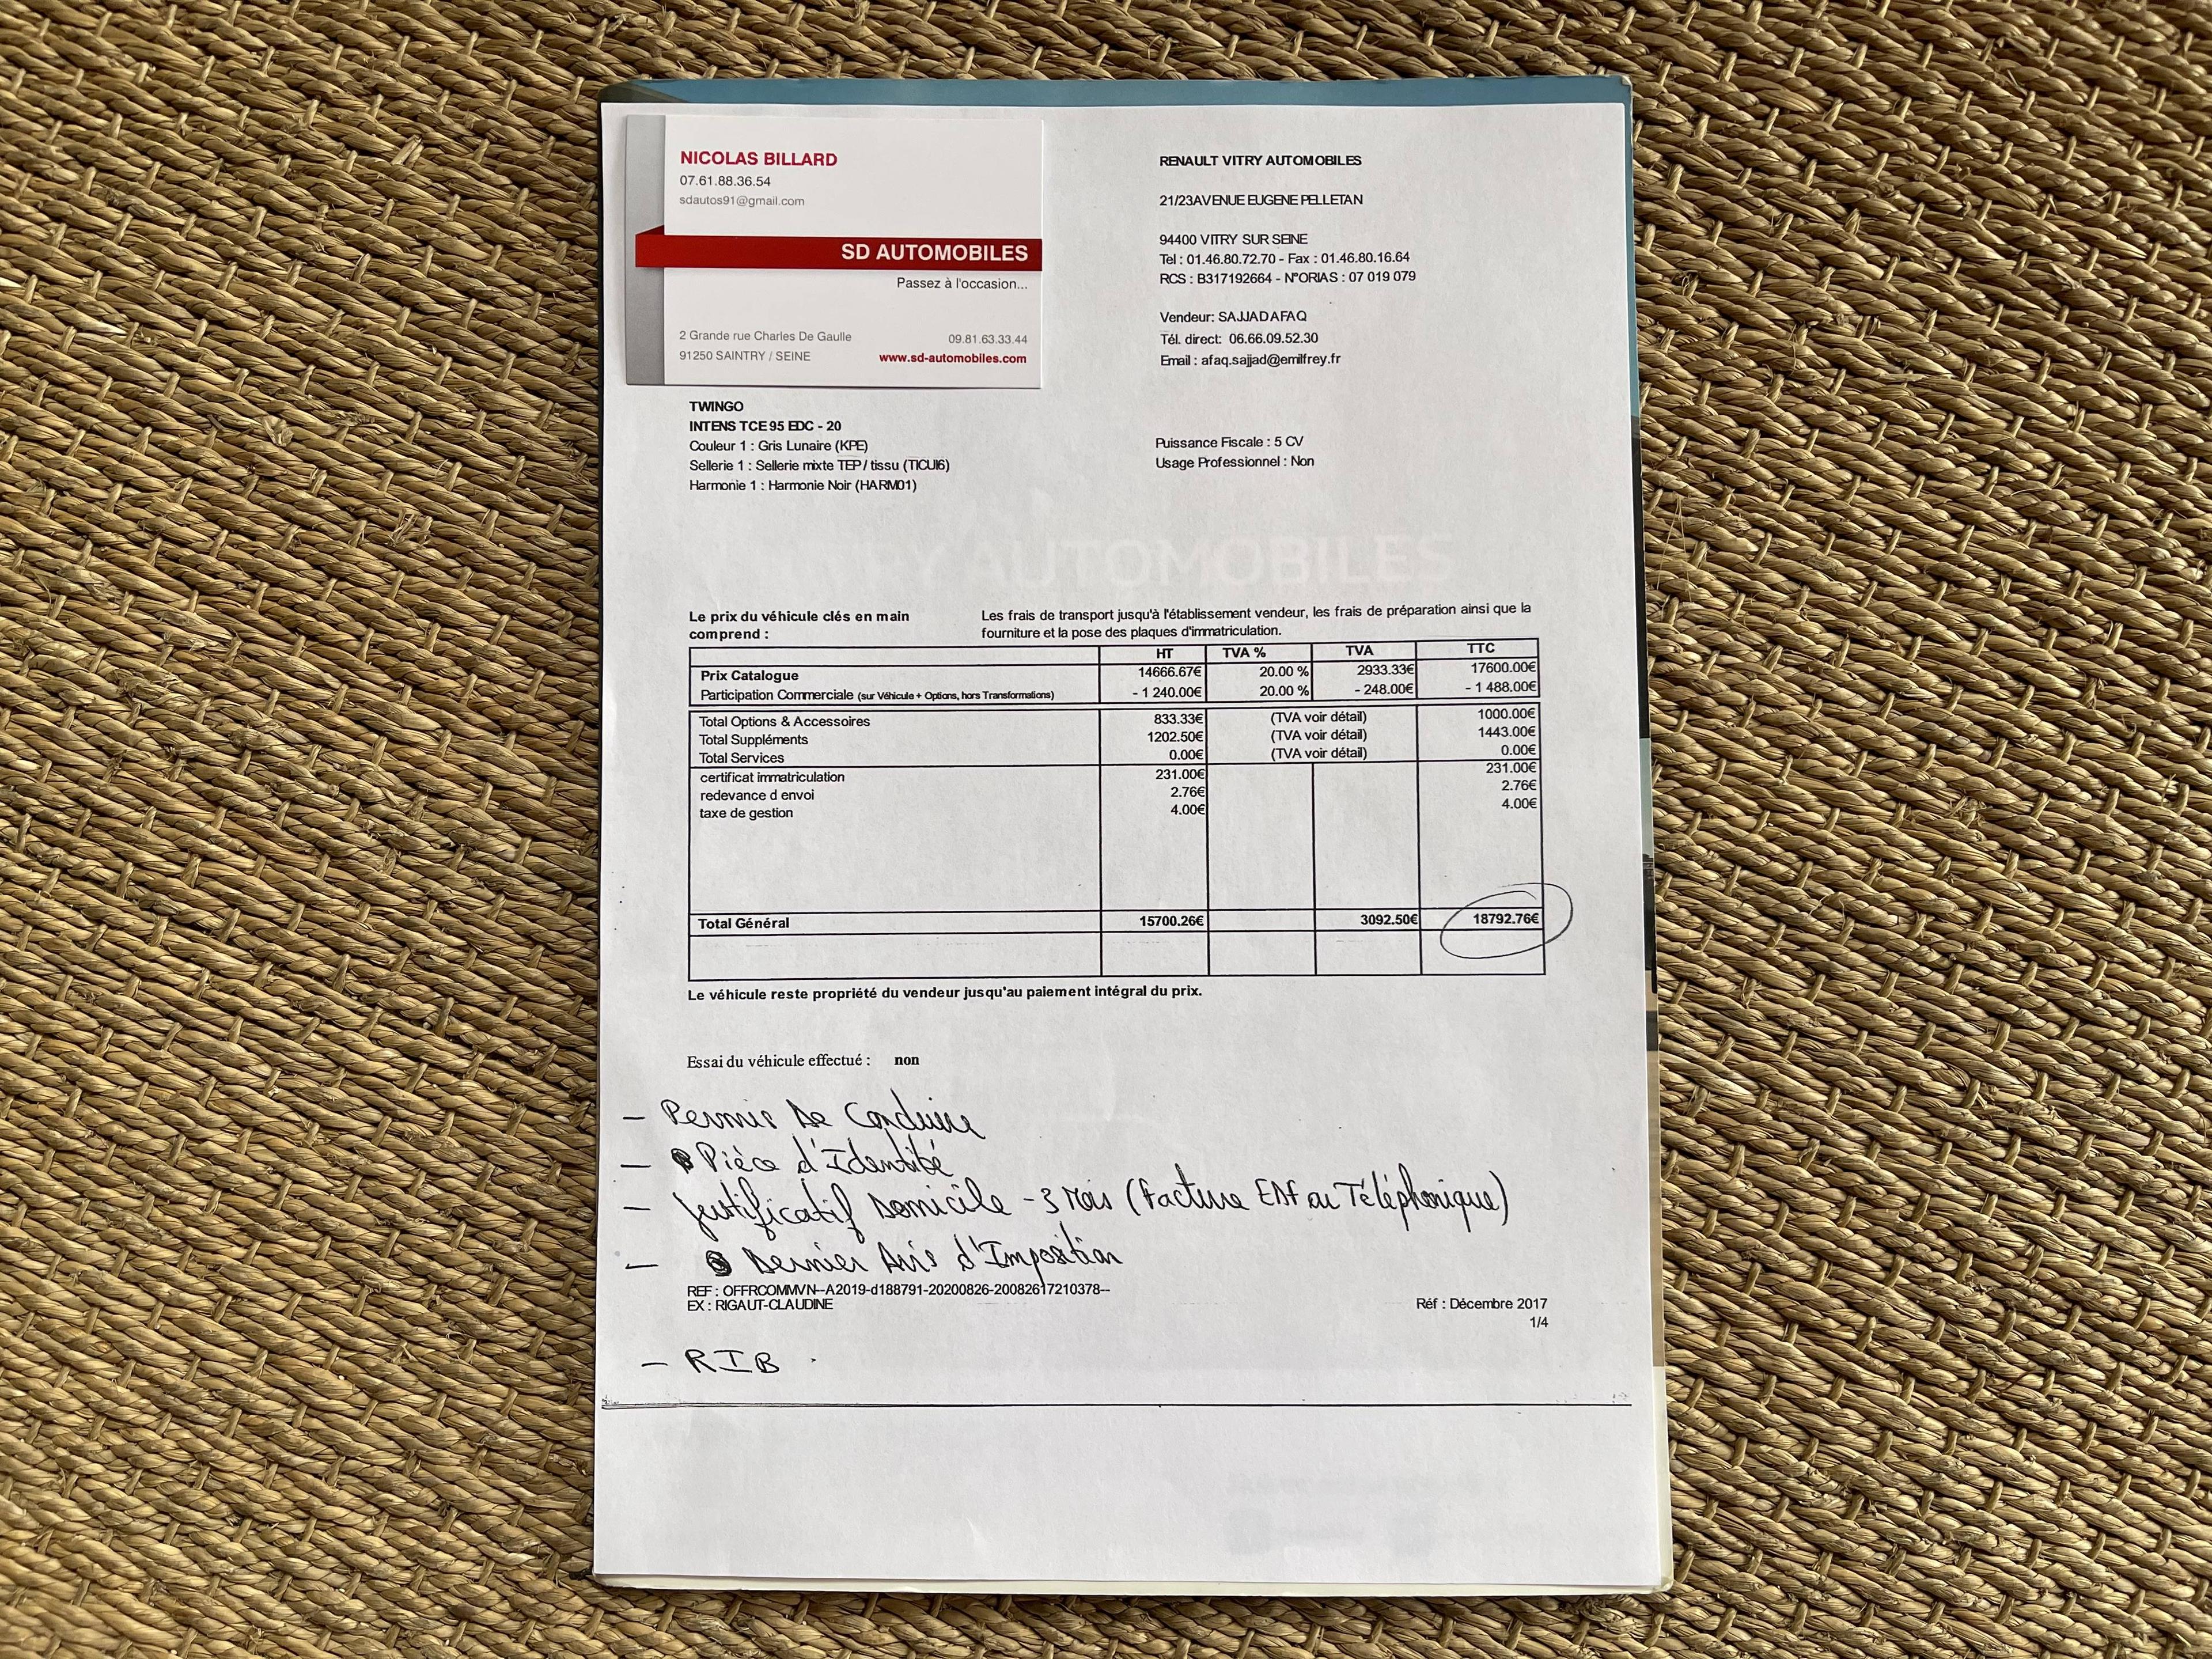 NICOLAS BILLARD
07.61.88.36.54
sdautos91@gmail.com
SD AUTOMOBILES
Passez à l'occasion...
2 Grande rue Charles De Gaulle
09.81.63.33.44
91250 SAINTRY / SEINE
www.sd-automobiles.com
RENAULT VITRY AUTOMOBILES
21/23AVENUE EUGENE PELLETAN
94400 VITRY SUR SEINE
Tel : 01.46.80.72.70 - Fax : 01.46.80.16.64
RCS : B317192664 - N°ORIAS : 07 019 079
Vendeur: SAJJAD AFAQ
Tél. direct: 06.66.09.52.30
Email : afaq.sajjad@emilfrey.fr
TWINGO
INTENS TCE 95 EDC - 20
Couleur 1 : Gris Lunaire (KPE)
Sellerie 1 : Sellerie mixte TEP / tissu (TICUI6)
Harmonie 1 : Harmonie Noir (HARM01)
Puissance Fiscale : 5 CV
Usage Professionnel : Non
AUTOMOBILES
Le prix du véhicule clés en main
comprend :
Les frais de transport jusqu'à l'établissement vendeur, les frais de préparation ainsi que la
fourniture et la pose des plaques d'immatriculation.
HT TVA % TVA TTC
Prix Catalogue 14666.67€ 20.00 % 2933.33€ 17600.00€
Participation Commerciale (sur Véhicule + Options, hors Transformations) - 1 240.00€ 20.00 % - 248.00€ - 1 488.00€
Total Options & Accessoires 833.33€ (TVA voir détail) 1000.00€
Total Suppléments 1202.50€ (TVA voir détail) 1443.00€
Total Services 0.00€ (TVA voir détail) 0.00€
certificat immatriculation 231.00€ 231.00€
redevance d envoi 2.76€ 2.76€
taxe de gestion 4.00€ 4.00€
Total Général 15700.26€ 3092.50€ 18792.76€
Le véhicule reste propriété du vendeur jusqu'au paiement intégral du prix.
Essai du véhicule effectué : non
- Permis De Conduire
- Pièce d'Identité
- Justificatif Domicile - 3 Mois (Facture EDF ou Téléphonique)
- Dernier Avis d'Imposition
REF : OFFRCOMMVN--A2019-d188791-20200826-20082617210378--
EX : RIGAUT-CLAUDINE
Réf : Décembre 2017
1/4
- RIB